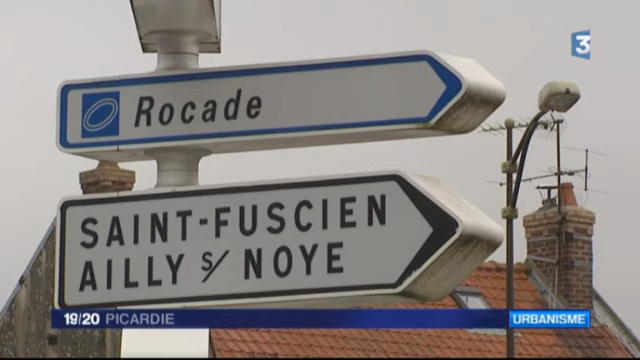 3
Rocade
SAINT-FUSCIEN
AILLY S/ NOYE
19/20 PICARDIE URBANISME